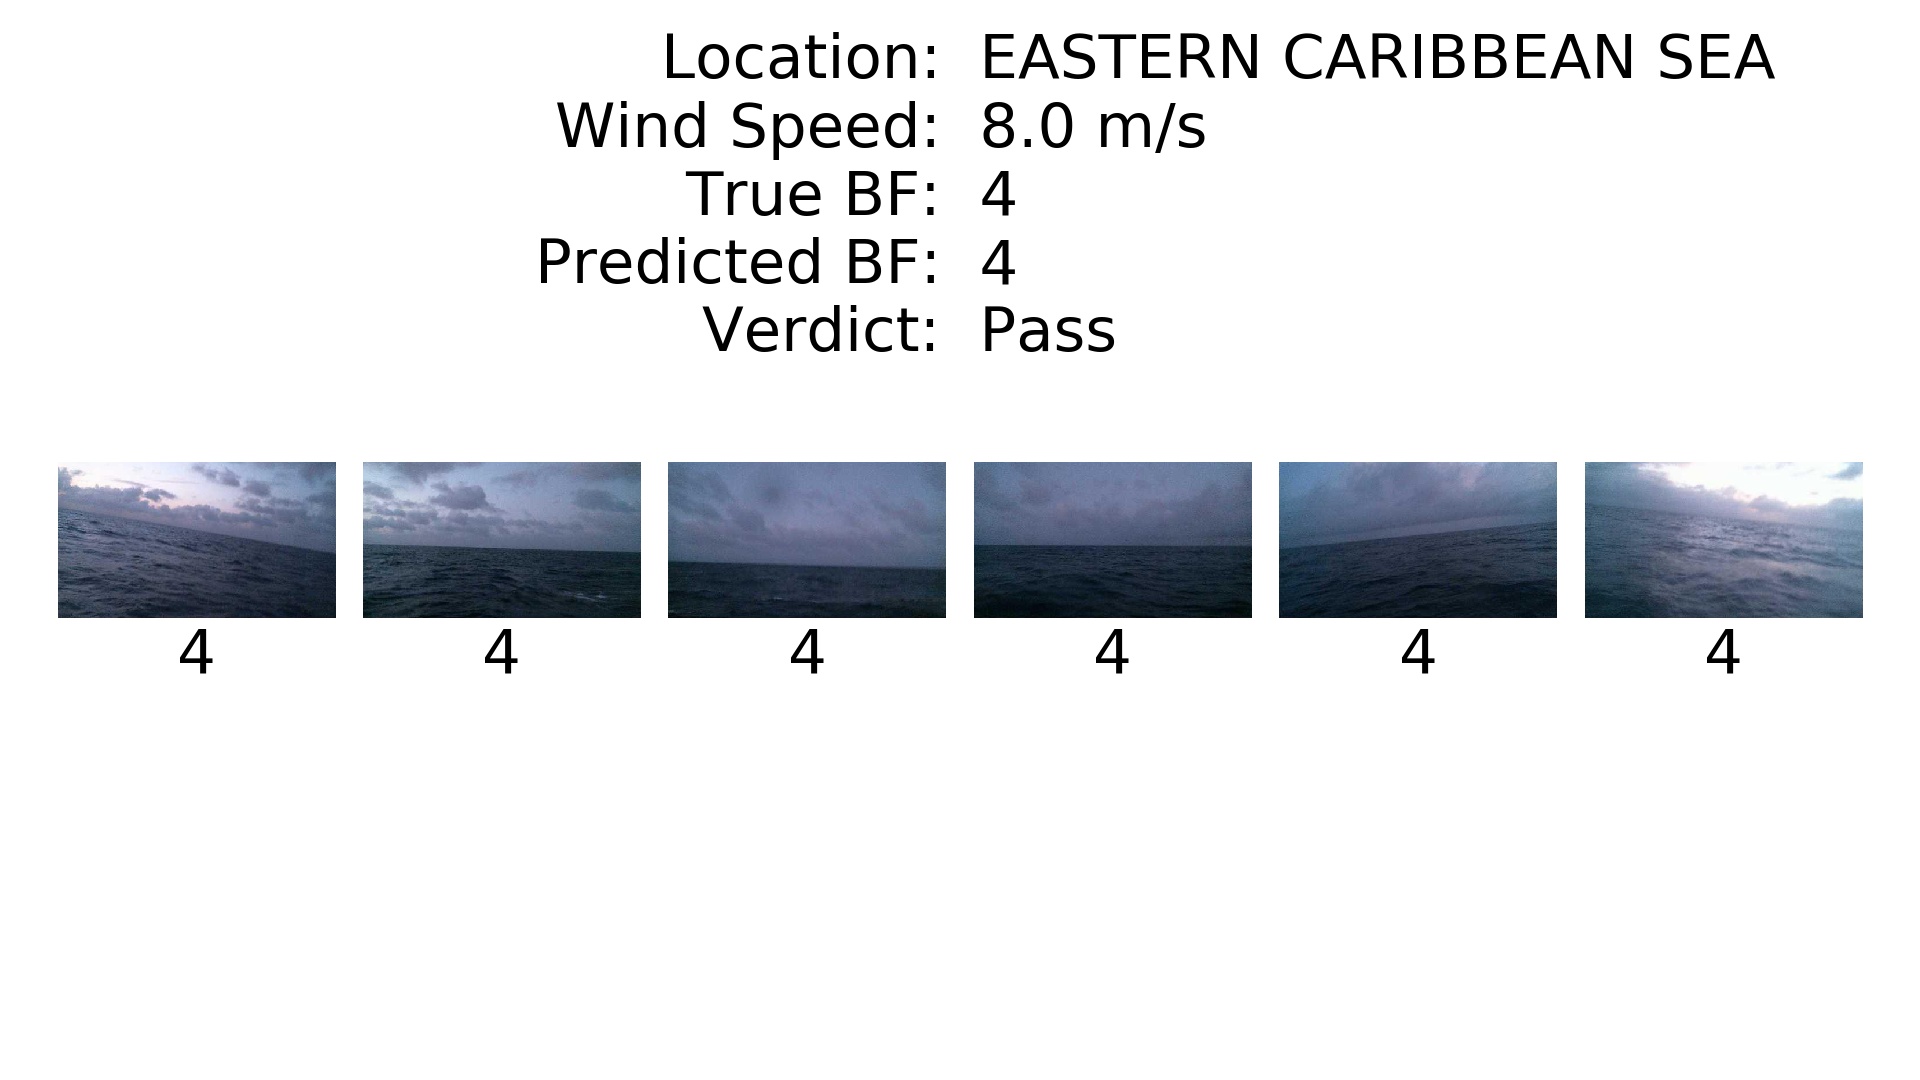 Location: EASTERN CARIBBEAN SEA
Wind Speed: 8.0 m/s
True BF: 4
Predicted BF: 4
Verdict: Pass
4 4 4 4 4 4